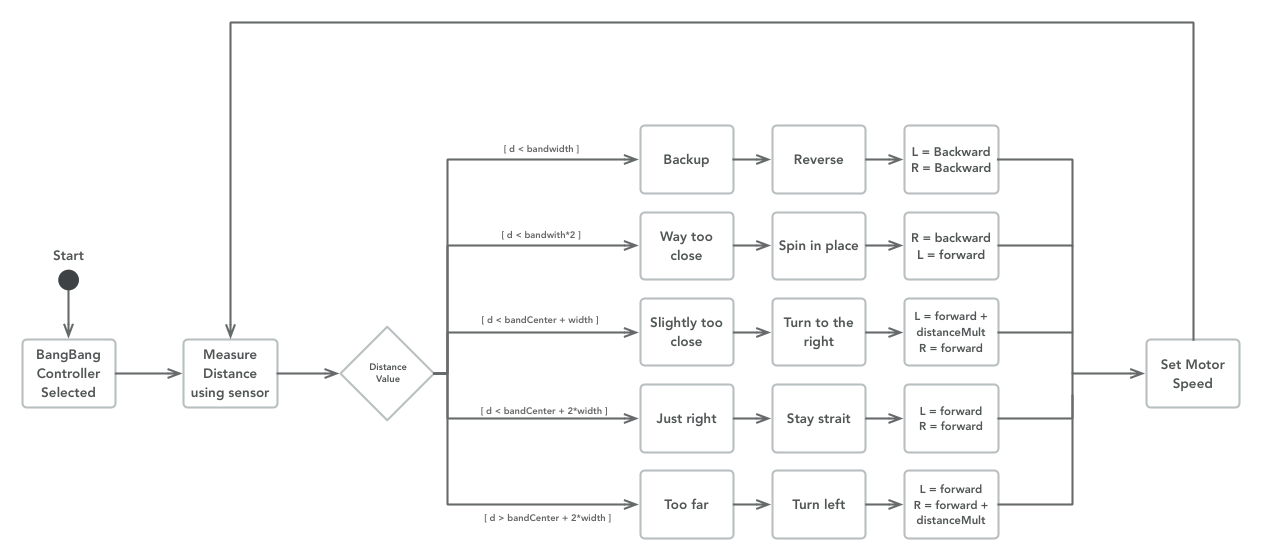 Start
BangBang
Controller
Selected
Measure
Distance
using sensor
Distance
Value
[ d < bandwidth ]
Backup
Reverse
L = Backward
R = Backward
[ d < bandwith*2 ]
Way too
close
Spin in place
R = backward
L = forward
[ d < bandCenter + width ]
Slightly too
close
Turn to the
right
L = forward +
distanceMult
R = forward
[ d < bandCenter + 2*width ]
Just right
Stay strait
L = forward
R = forward
[ d > bandCenter + 2*width ]
Too far
Turn left
L = forward
R = forward +
distanceMult
Set Motor
Speed